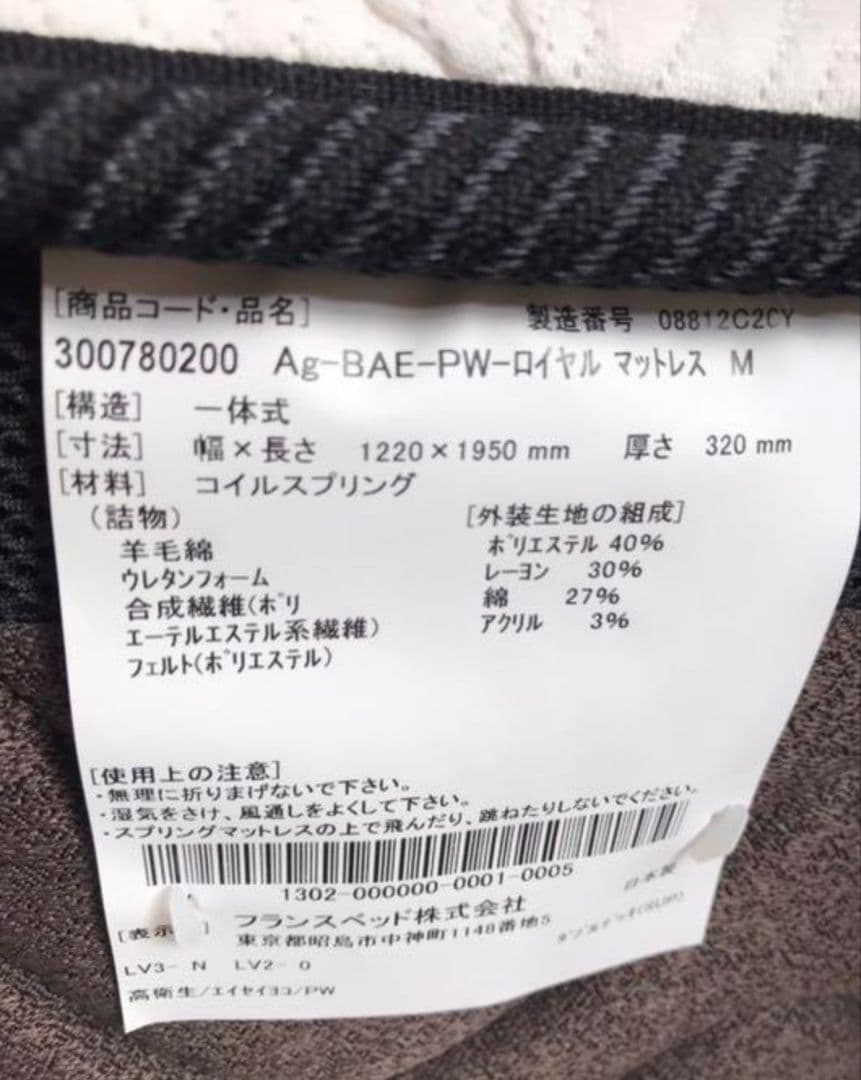 [商品コード・品名] 製造番号 08812C2CY
300780200 Ag-BAE-PW-ロイヤル マットレス M
[構造] 一体式
[寸法] 幅×長さ 1220×1950 mm 厚さ 320 mm
[材料] コイルスプリング
(詰物)
羊毛綿
ウレタンフォーム
合成繊維(ポリ
エーテルエステル系繊維)
フェルト(ポリエステル)
[外装生地の組成]
ポリエステル 40%
レーヨン 30%
綿 27%
アクリル 3%
[使用上の注意]
・無理に折りまげないで下さい。
・湿気をさけ、風通しをよくして下さい。
・スプリングマットレスの上で飛んだり、跳ねたりしないでください。
1302-000000-0001-0005
日本製
[表示 ] フランスベッド株式会社
東京都昭島市中神町1148番地5
LV3- N LV2- 0
高衛生/エイセイヨコ/PW